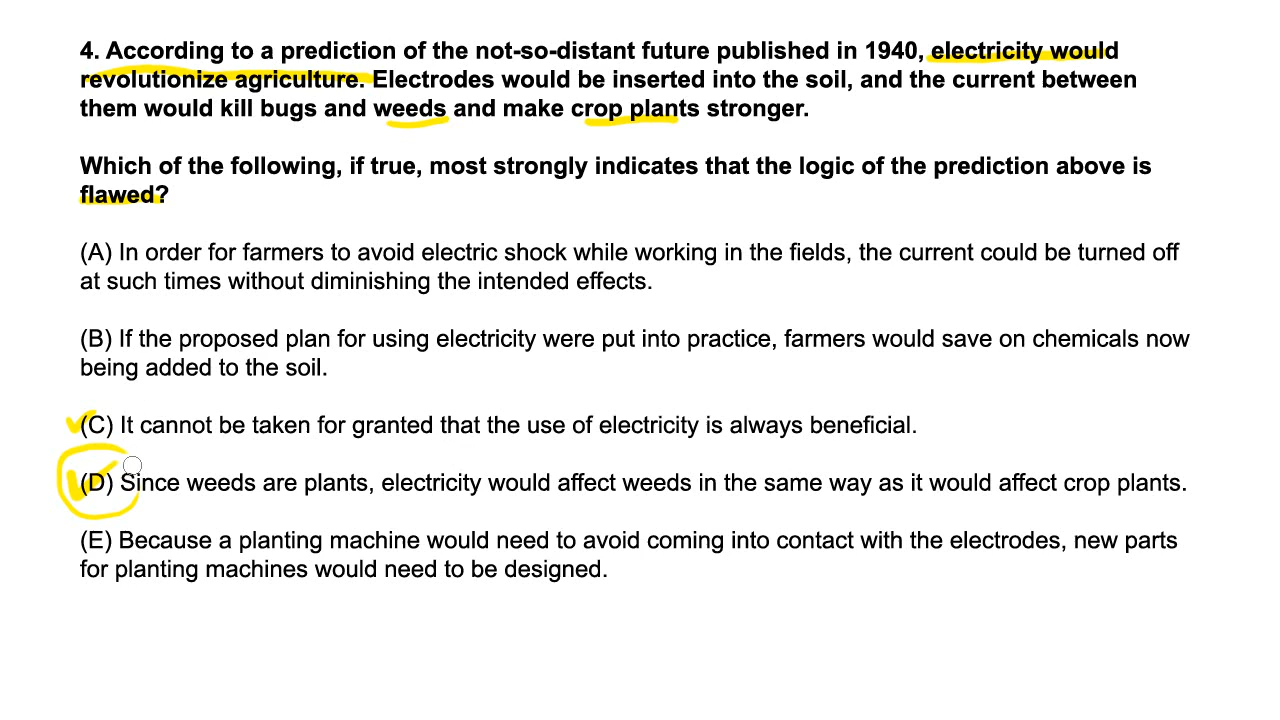 4. According to a prediction of the not-so-distant future published in 1940, electricity would
revolutionize agriculture. Electrodes would be inserted into the soil, and the current between
them would kill bugs and weeds and make crop plants stronger.
Which of the following, if true, most strongly indicates that the logic of the prediction above is
flawed?
(A) In order for farmers to avoid electric shock while working in the fields, the current could be turned off
at such times without diminishing the intended effects.
(B) If the proposed plan for using electricity were put into practice, farmers would save on chemicals now
being added to the soil.
(C) It cannot be taken for granted that the use of electricity is always beneficial.
(D) Since weeds are plants, electricity would affect weeds in the same way as it would affect crop plants.
(E) Because a planting machine would need to avoid coming into contact with the electrodes, new parts
for planting machines would need to be designed.